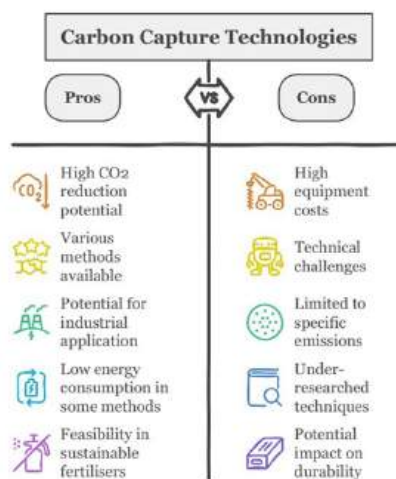 Carbon Capture Technologies
Pros
VS
Cons
High CO2
reduction
potential
Various
methods
available
Potential for
industrial
application
Low energy
consumption in
some methods
Feasibility in
sustainable
fertilisers
High
equipment
costs
Technical
challenges
Limited to
specific
emissions
Under-
researched
techniques
Potential
impact on
durability
CO2